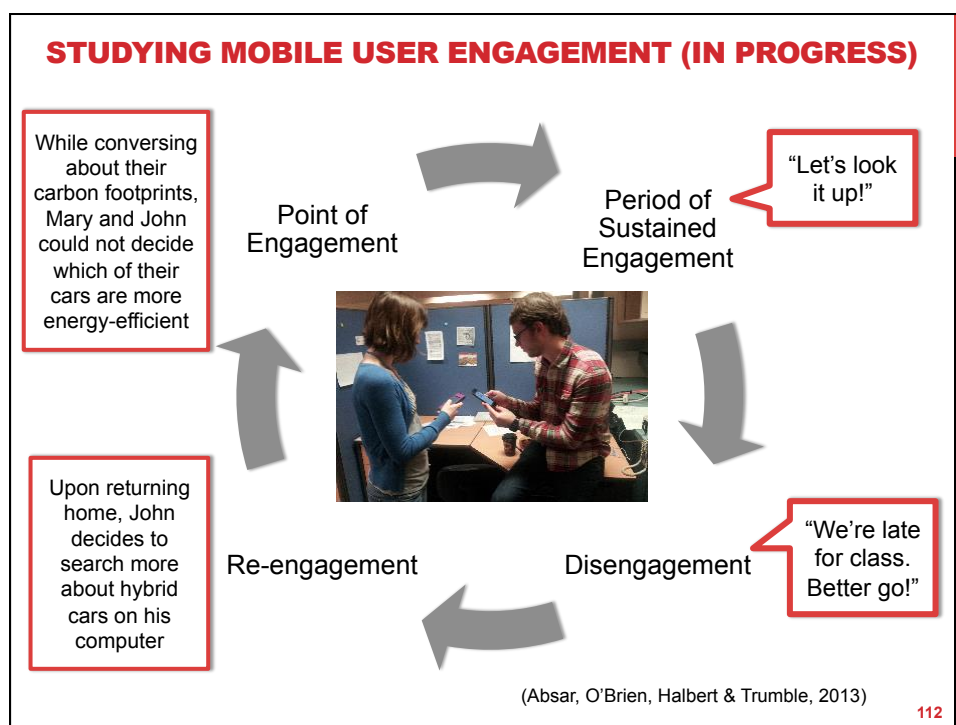 STUDYING MOBILE USER ENGAGEMENT (IN PROGRESS)
While conversing
about their
carbon footprints,
Mary and John
could not decide
which of their
cars are more
energy-efficient
Point of
Engagement
Period of
Sustained
Engagement
“Let’s look
it up!”
Upon returning
home, John
decides to
search more
about hybrid
cars on his
computer
Re-engagement
Disengagement
“We’re late
for class.
Better go!”
(Absar, O’Brien, Halbert & Trumble, 2013)
112